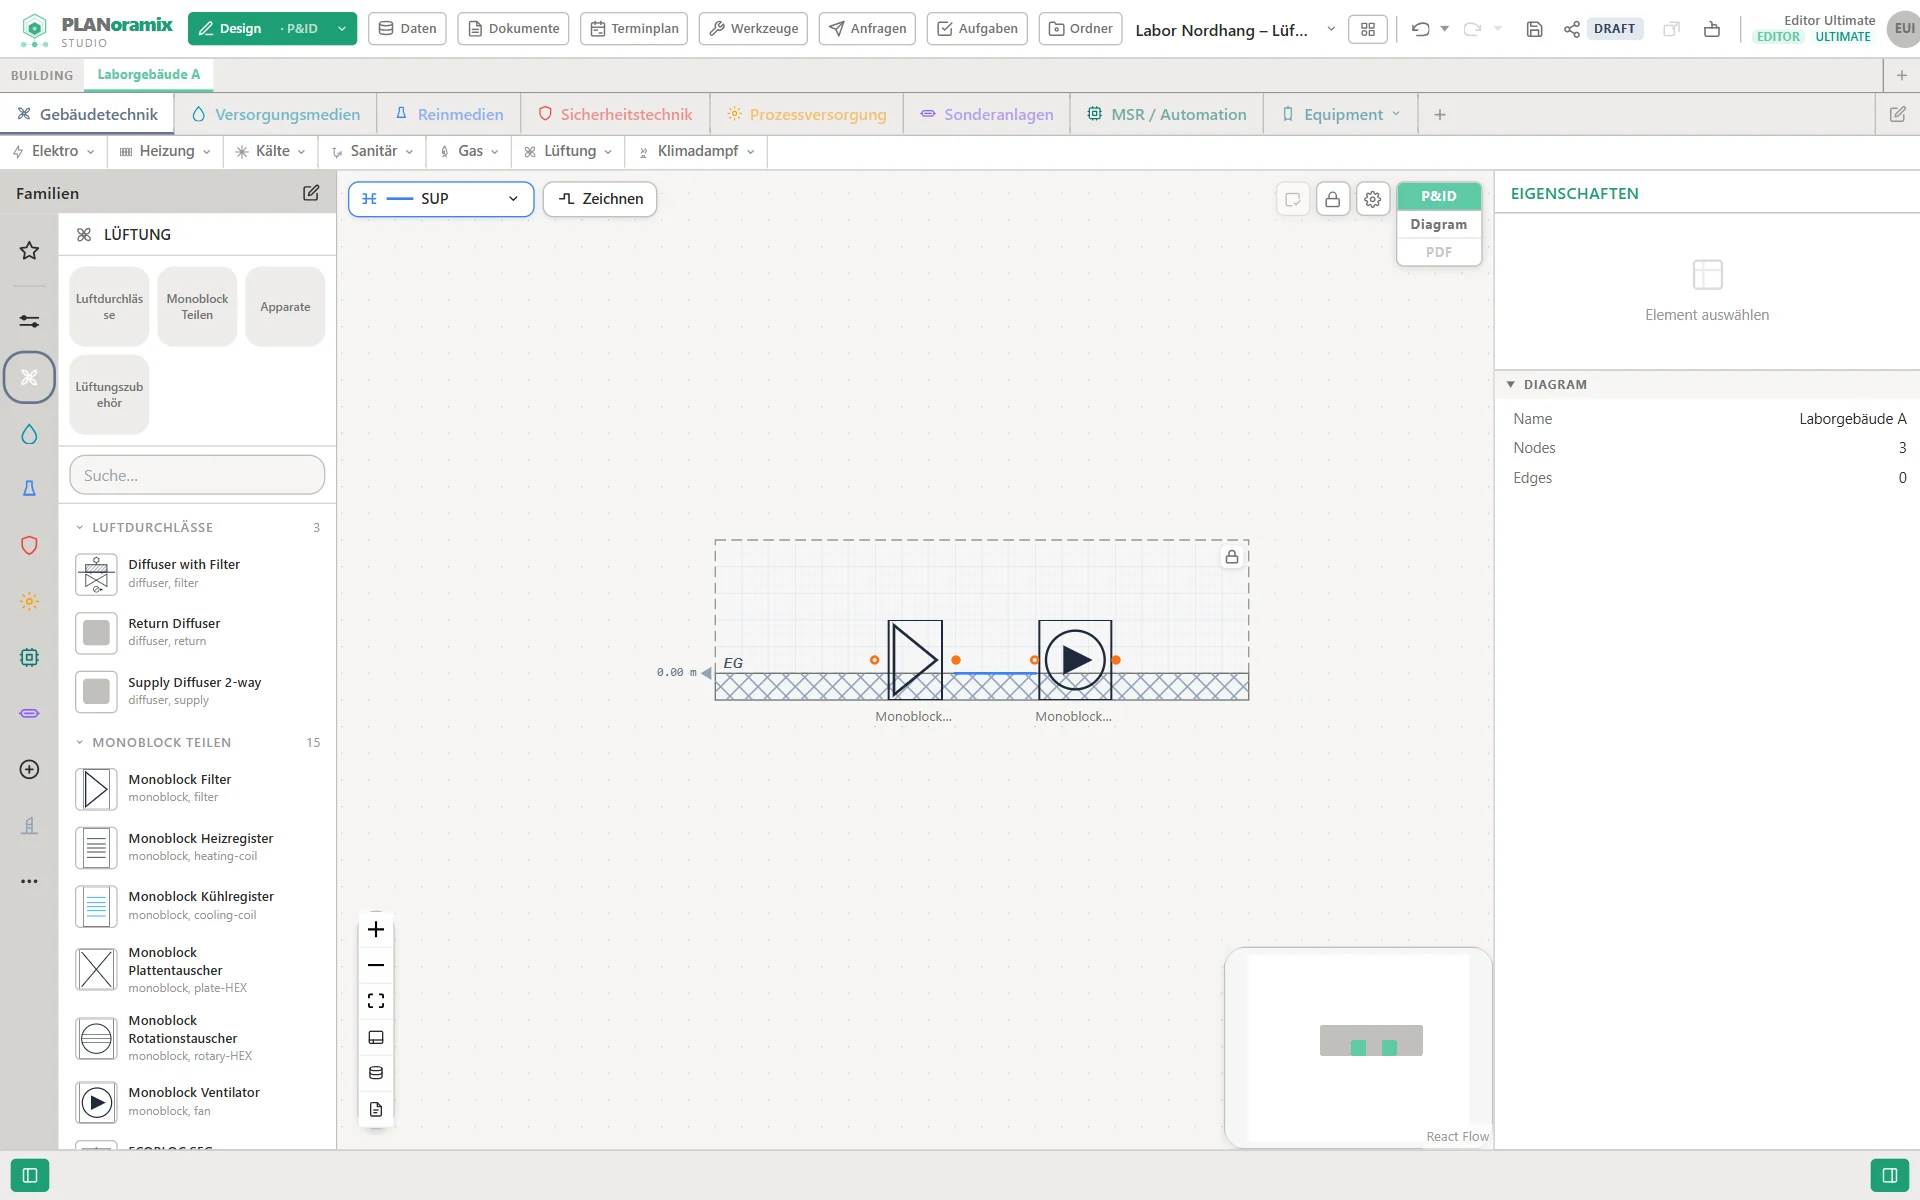 PLANoramix
STUDIO
Design · P&ID
Daten
Dokumente
Terminplan
Werkzeuge
Anfragen
Aufgaben
Ordner
Labor Nordhang – Lüf...
DRAFT
Editor Ultimate
EDITOR ULTIMATE
EUI
BUILDING
Laborgebäude A
Gebäudetechnik
Versorgungsmedien
Reinmedien
Sicherheitstechnik
Prozessversorgung
Sonderanlagen
MSR / Automation
Equipment
Elektro
Heizung
Kälte
Sanitär
Gas
Lüftung
Klimadampf
Familien
LÜFTUNG
Luftdurchläs
se
Monoblock
Teilen
Apparate
Lüftungszub
ehör
Suche...
LUFTDURCHLÄSSE 3
Diffuser with Filter
diffuser, filter
Return Diffuser
diffuser, return
Supply Diffuser 2-way
diffuser, supply
MONOBLOCK TEILEN 15
Monoblock Filter
monoblock, filter
Monoblock Heizregister
monoblock, heating-coil
Monoblock Kühlregister
monoblock, cooling-coil
Monoblock
Plattentauscher
monoblock, plate-HEX
Monoblock
Rotationstauscher
monoblock, rotary-HEX
Monoblock Ventilator
monoblock, fan
SUP
Zeichnen
P&ID
Diagram
PDF
0.00 m
EG
Monoblock...
Monoblock...
React Flow
EIGENSCHAFTEN
Element auswählen
DIAGRAM
Name Laborgebäude A
Nodes 3
Edges 0